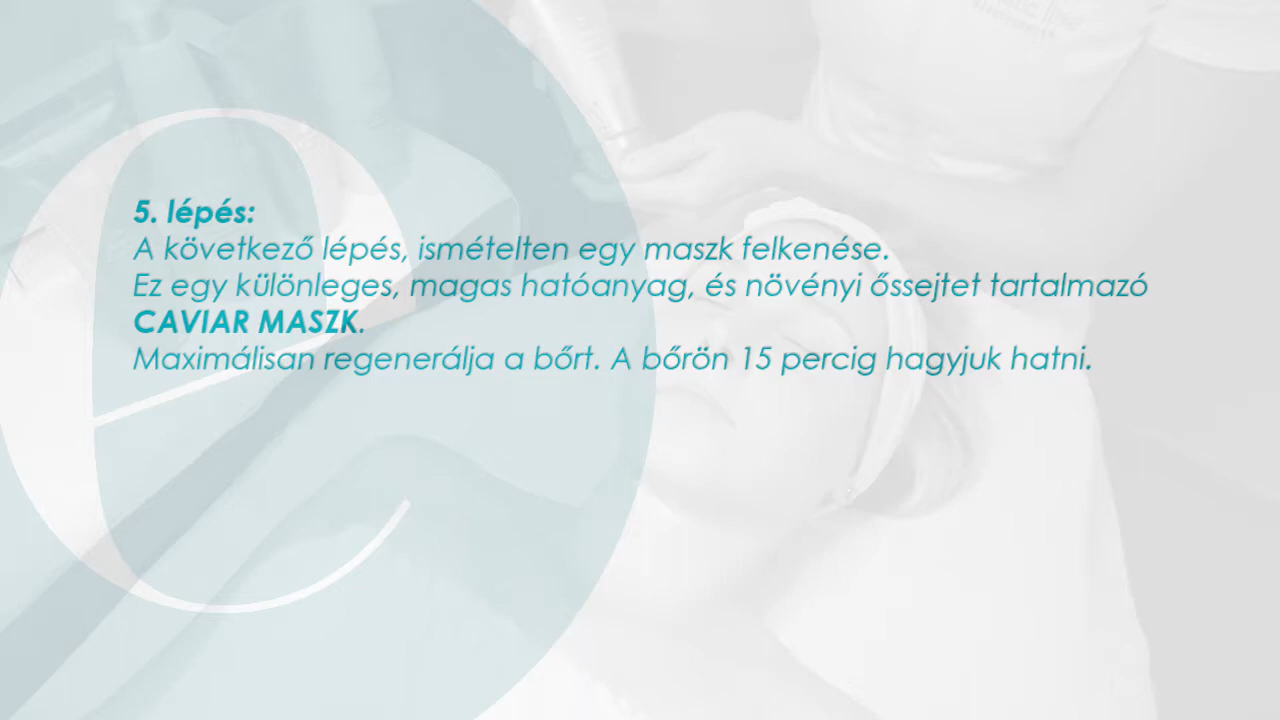 5. lépés:
A következő lépés, ismételten egy maszk felkenése.
Ez egy különleges, magas hatóanyag, és növényi őssejtet tartalmazó
CAVIAR MASZK.
Maximálisan regenerálja a bőrt. A bőrön 15 percig hagyjuk hatni.
e